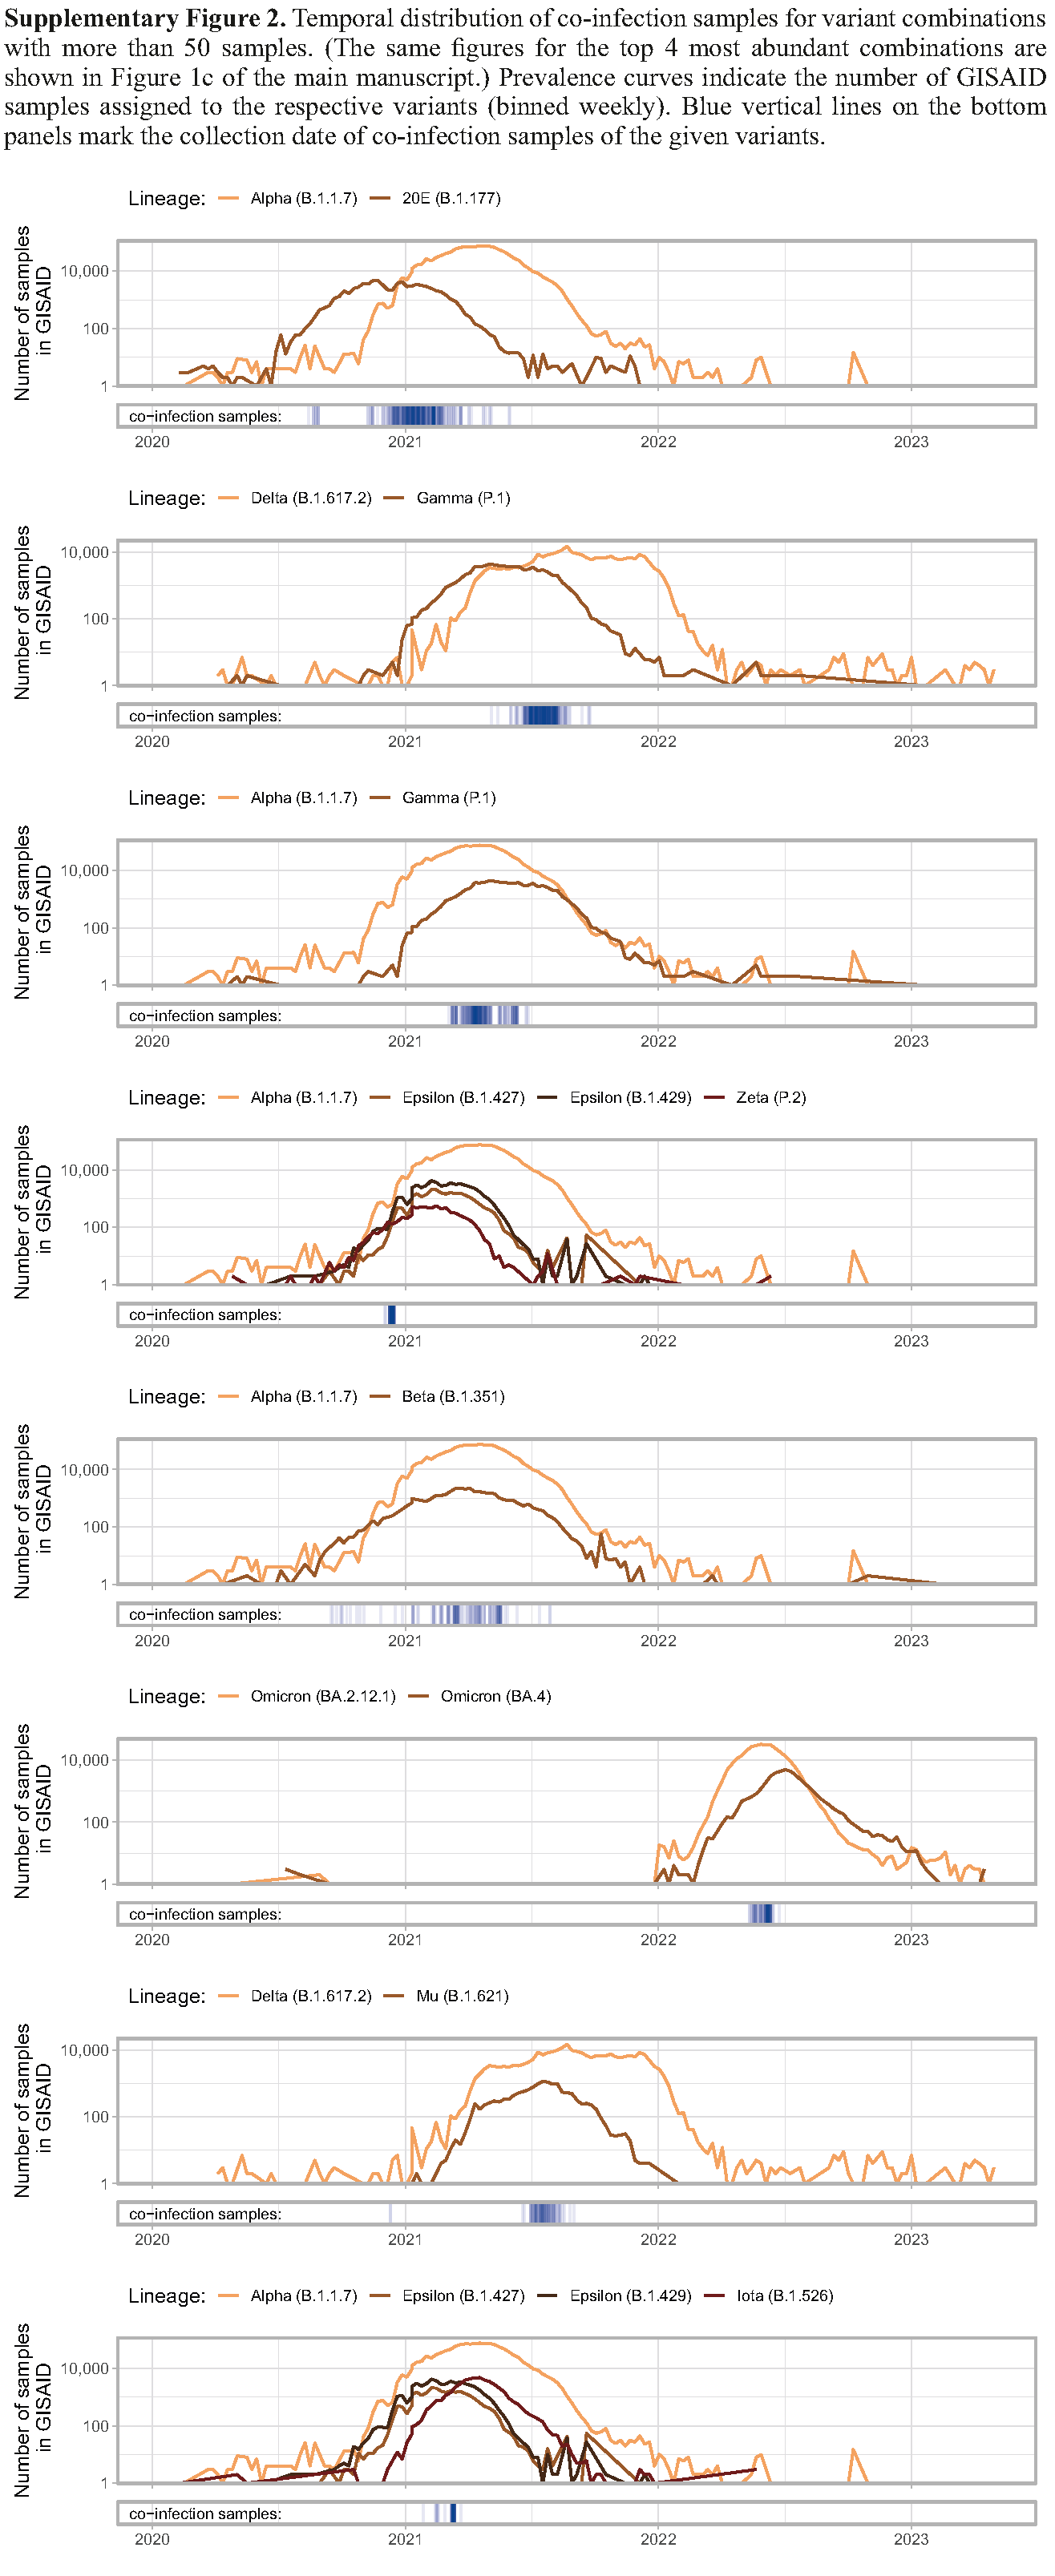 Supplementary Figure 2. Temporal distribution of co-infection samples for variant combinations
with more than 50 samples. (The same figures for the top 4 most abundant combinations are
shown in Figure 1c of the main manuscript.) Prevalence curves indicate the number of GISAID
samples assigned to the respective variants (binned weekly). Blue vertical lines on the bottom
panels mark the collection date of co-infection samples of the given variants.
Lineage: Alpha (B.1.1.7) 20E (B.1.177)
Number of samples
in GISAID
10,000
100
1
co−infection samples:
2020 2021 2022 2023
Lineage: Delta (B.1.617.2) Gamma (P.1)
Number of samples
in GISAID
10,000
100
1
co−infection samples:
2020 2021 2022 2023
Lineage: Alpha (B.1.1.7) Gamma (P.1)
Number of samples
in GISAID
10,000
100
1
co−infection samples:
2020 2021 2022 2023
Lineage: Alpha (B.1.1.7) Epsilon (B.1.427) Epsilon (B.1.429) Zeta (P.2)
Number of samples
in GISAID
10,000
100
1
co−infection samples:
2020 2021 2022 2023
Lineage: Alpha (B.1.1.7) Beta (B.1.351)
Number of samples
in GISAID
10,000
100
1
co−infection samples:
2020 2021 2022 2023
Lineage: Omicron (BA.2.12.1) Omicron (BA.4)
Number of samples
in GISAID
10,000
100
1
co−infection samples:
2020 2021 2022 2023
Lineage: Delta (B.1.617.2) Mu (B.1.621)
Number of samples
in GISAID
10,000
100
1
co−infection samples:
2020 2021 2022 2023
Lineage: Alpha (B.1.1.7) Epsilon (B.1.427) Epsilon (B.1.429) Iota (B.1.526)
Number of samples
in GISAID
10,000
100
1
co−infection samples:
2020 2021 2022 2023